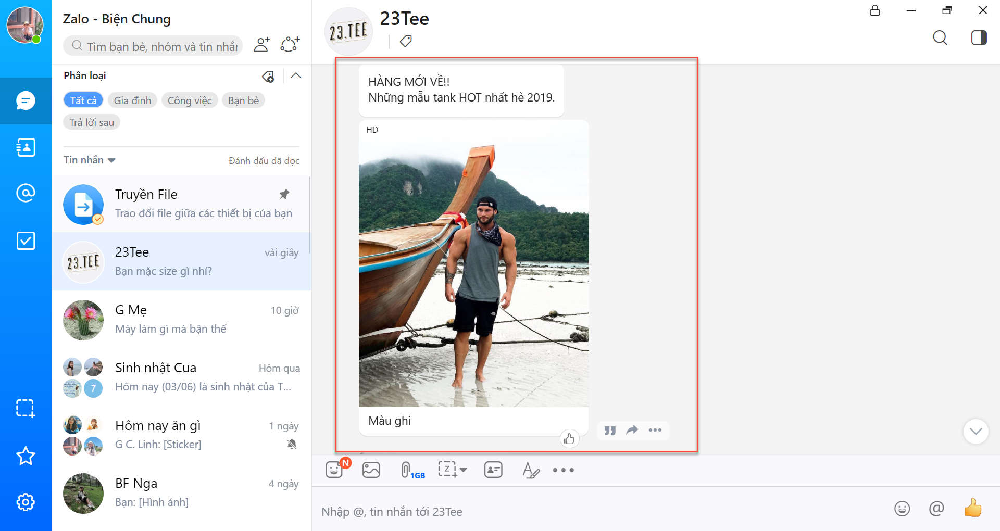 Zalo - Biện Chung
Tìm bạn bè, nhóm và tin nhắn
Phân loại
Tất cả
Gia đình
Công việc
Bạn bè
Trả lời sau
Tin nhắn
Đánh dấu đã đọc
Truyền File
Trao đổi file giữa các thiết bị của bạn
23.TEE
23Tee
vài giây
Bạn mặc size gì nhỉ?
G Mẹ
10 giờ
Mày làm gì mà bận thế
7
Sinh nhật Cua
Hôm qua
Hôm nay (03/06) là sinh nhật của T...
Hôm nay ăn gì
1 ngày
G C. Linh: [Sticker]
BF Nga
4 ngày
Bạn: [Hình ảnh]
23.TEE
23Tee
HÀNG MỚI VỀ!!
Những mẫu tank HOT nhất hè 2019.
HD
Màu ghi
N
1GB
Z
Nhập @, tin nhắn tới 23Tee